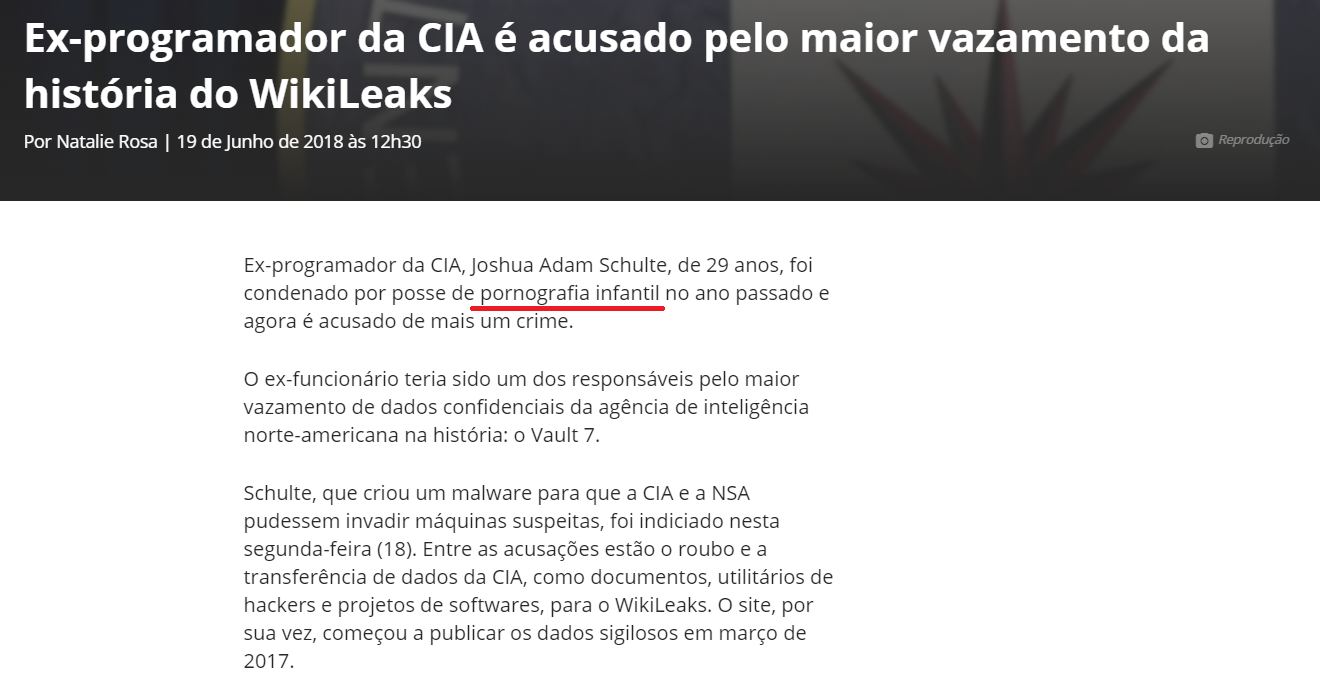 Ex-programador da CIA é acusado pelo maior vazamento da
história do WikiLeaks
Por Natalie Rosa | 19 de Junho de 2018 às 12h30
Reprodução
Ex-programador da CIA, Joshua Adam Schulte, de 29 anos, foi
condenado por posse de pornografia infantil no ano passado e
agora é acusado de mais um crime.
O ex-funcionário teria sido um dos responsáveis pelo maior
vazamento de dados confidenciais da agência de inteligência
norte-americana na história: o Vault 7.
Schulte, que criou um malware para que a CIA e a NSA
pudessem invadir máquinas suspeitas, foi indiciado nesta
segunda-feira (18). Entre as acusações estão o roubo e a
transferência de dados da CIA, como documentos, utilitários de
hackers e projetos de softwares, para o WikiLeaks. O site, por
sua vez, começou a publicar os dados sigilosos em março de
2017.